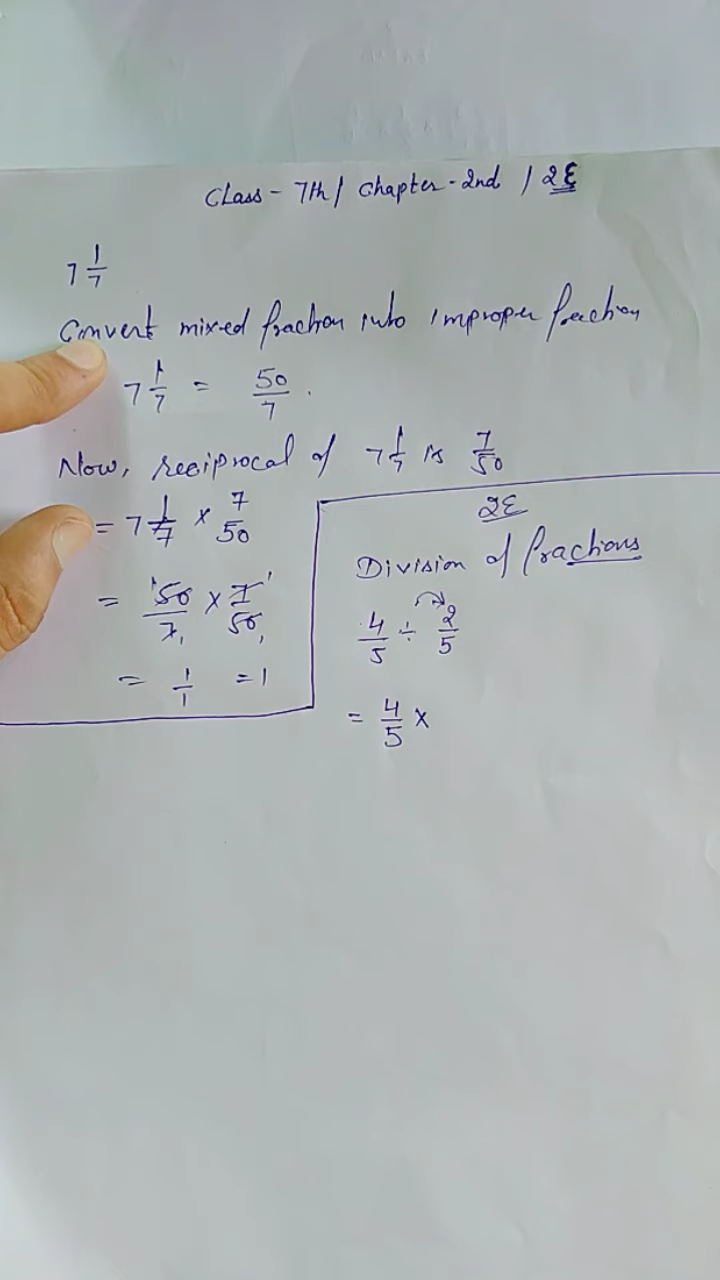 Class - 7th / Chapter - 2nd / 2E
7 1/7
Convert mixed fraction into improper fraction
7 1/7 = 50/7 .
Now, reciprocal of 7 1/7 is 7/50
= 7 1/7 × 7/50
= 50/7 × 7/50
= 1/1 = 1
2E
Division of fractions
4/5 ÷ 2/5
= 4/5 ×